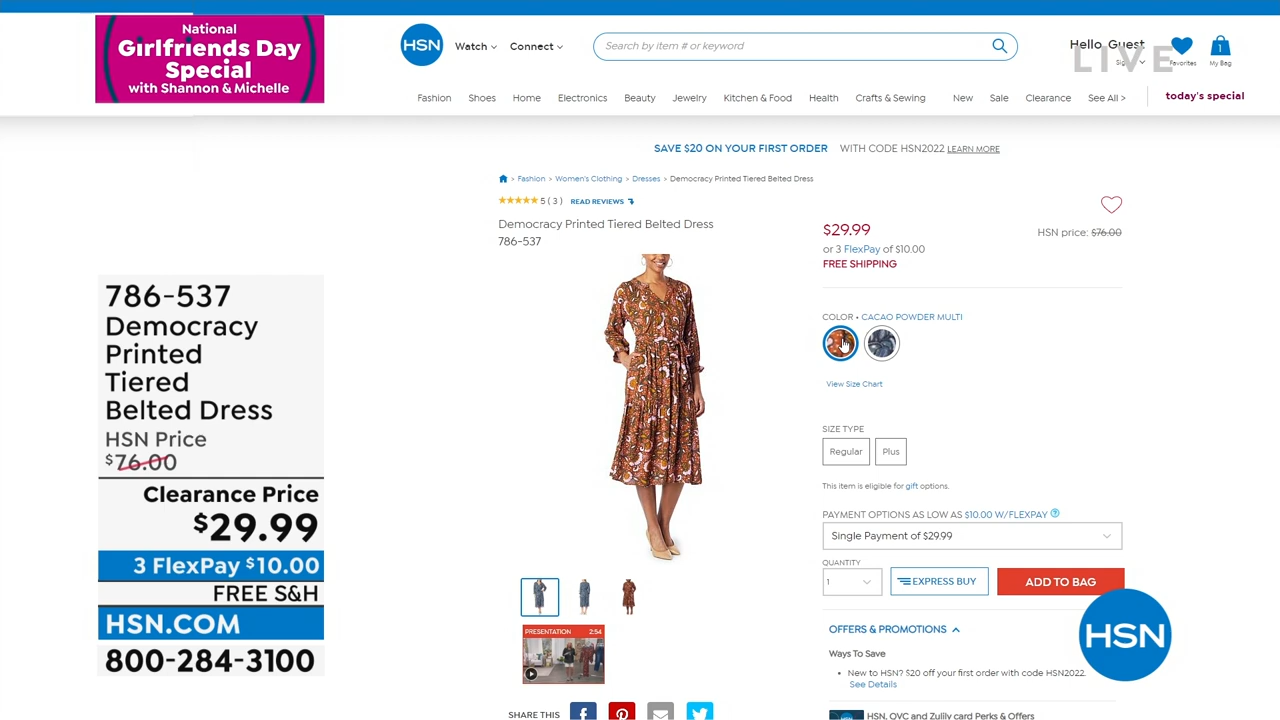 National
Girlfriends Day
Special
with Shannon & Michelle
HSN
Watch
Connect
Search by item # or keyword
Hello, Guest
LIVE
Favorites
1
My Bag
Fashion
Shoes
Home
Electronics
Beauty
Jewelry
Kitchen & Food
Health
Crafts & Sewing
New
Sale
Clearance
See All >
today's special
SAVE $20 ON YOUR FIRST ORDER WITH CODE HSN2022 LEARN MORE
> Fashion > Women's Clothing > Dresses > Democracy Printed Tiered Belted Dress
5 ( 3 ) READ REVIEWS
Democracy Printed Tiered Belted Dress
786-537
$29.99
HSN price: $76.00
or 3 FlexPay of $10.00
FREE SHIPPING
COLOR • CACAO POWDER MULTI
View Size Chart
SIZE TYPE
Regular
Plus
This item is eligible for gift options.
PAYMENT OPTIONS AS LOW AS $10.00 W/FLEXPAY ?
Single Payment of $29.99
QUANTITY
1
EXPRESS BUY
ADD TO BAG
OFFERS & PROMOTIONS
Ways To Save
• New to HSN? $20 off your first order with code HSN2022.
See Details
HSN, QVC and Zulily card Perks & Offers
HSN
PRESENTATION 2:54
SHARE THIS
786-537
Democracy
Printed
Tiered
Belted Dress
HSN Price
$76.00
Clearance Price
$29.99
3 FlexPay $10.00
FREE S&H
HSN.COM
800-284-3100